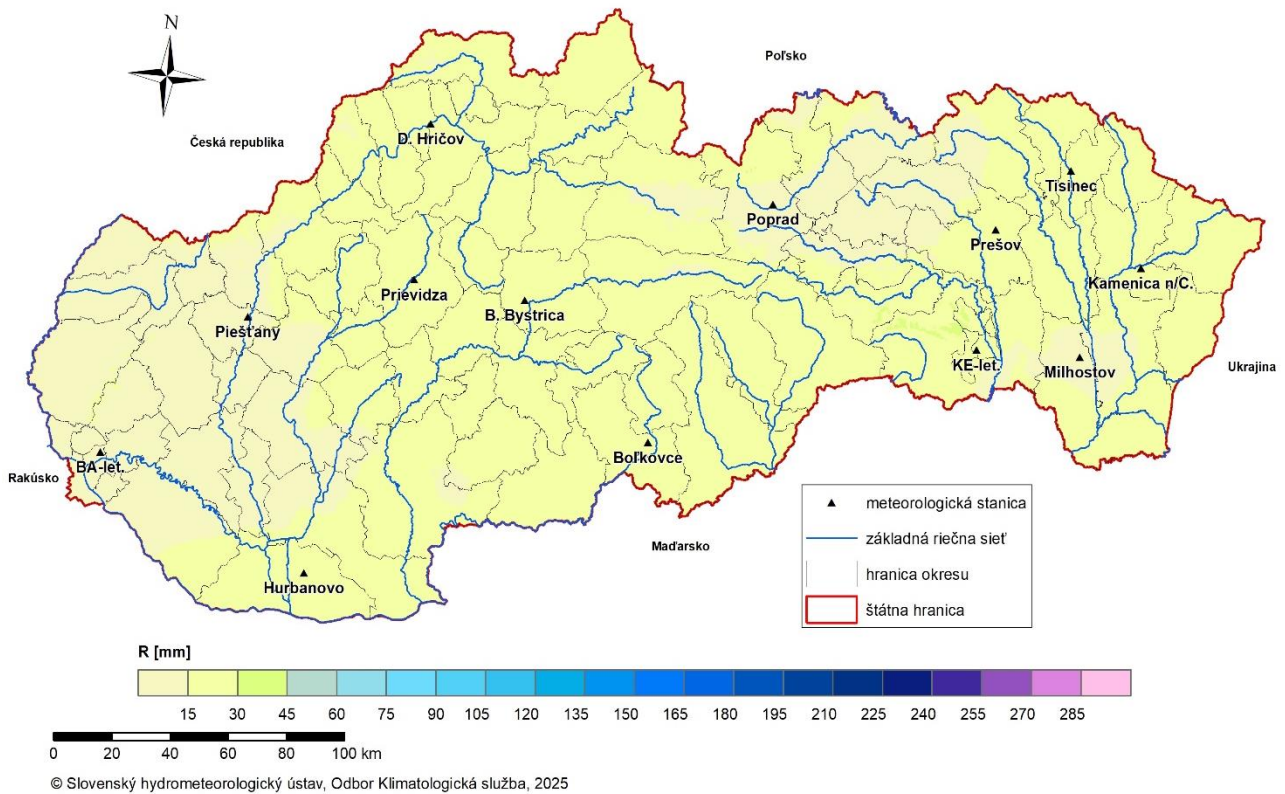 N
Poľsko
Česká republika
D. Hričov
Tisinec
Poprad
Prešov
Kamenica n/C.
Prievidza
B. Bystrica
Piešťany
KE-let.
Milhostov
Ukrajina
Boľkovce
BA-let.
Rakúsko
Maďarsko
Hurbanovo
meteorologická stanica
základná riečna sieť
hranica okresu
štátna hranica
R [mm]
15 30 45 60 75 90 105 120 135 150 165 180 195 210 225 240 255 270 285
0 20 40 60 80 100 km
© Slovenský hydrometeorologický ústav, Odbor Klimatologická služba, 2025